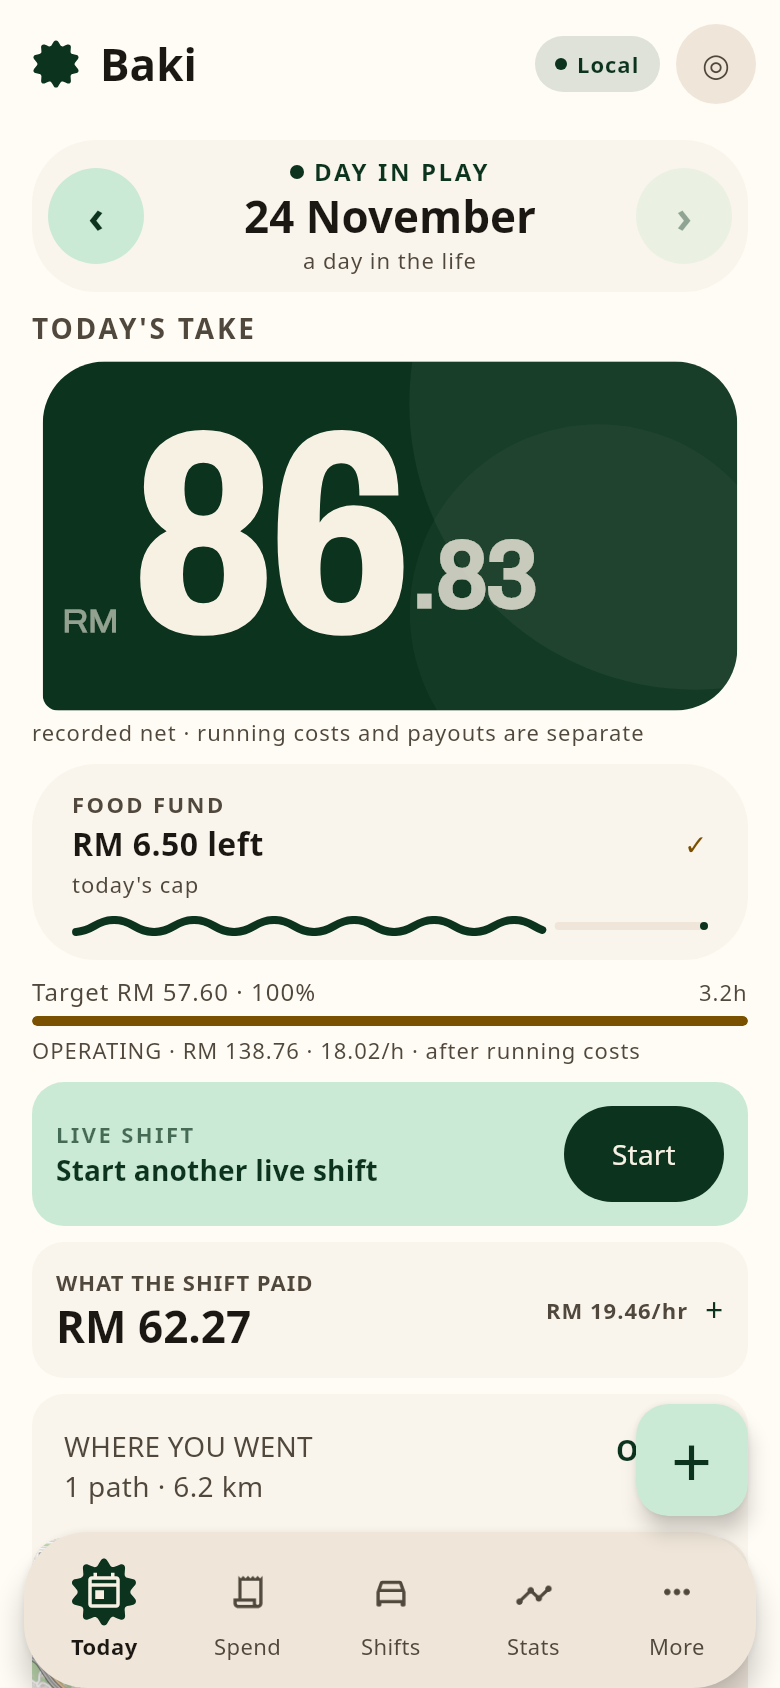 Baki
Local
DAY IN PLAY
24 November
a day in the life
TODAY'S TAKE
RM 86.83
recorded net · running costs and payouts are separate
FOOD FUND
RM 6.50 left
✓
today's cap
Target RM 57.60 · 100%
3.2h
OPERATING · RM 138.76 · 18.02/h · after running costs
LIVE SHIFT
Start another live shift
Start
WHAT THE SHIFT PAID
RM 62.27
RM 19.46/hr +
WHERE YOU WENT
1 path · 6.2 km
+
Today
Spend
Shifts
Stats
More